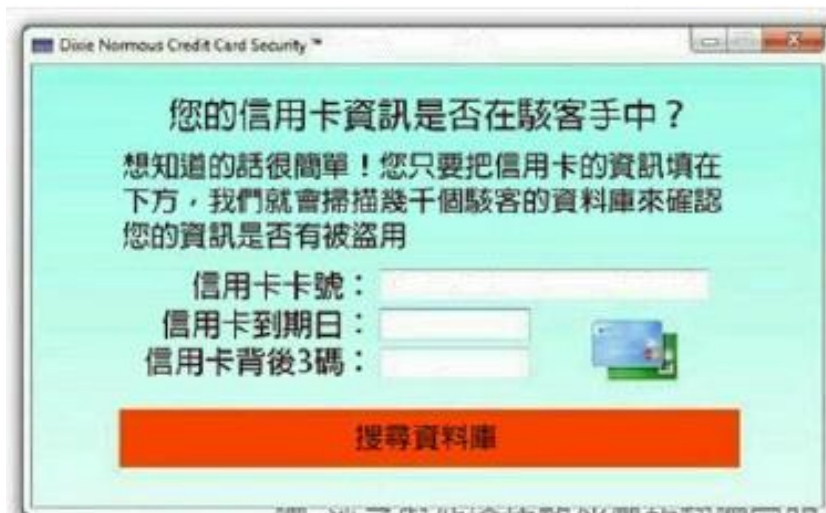 Dixie Normous Credit Card Security ™
您的信用卡資訊是否在駭客手中？
想知道的話很簡單！您只要把信用卡的資訊填在
下方，我們就會掃描幾千個駭客的資料庫來確認
您的資訊是否有被盜用
信用卡卡號：
信用卡到期日：
信用卡背後3碼：
搜尋資料庫